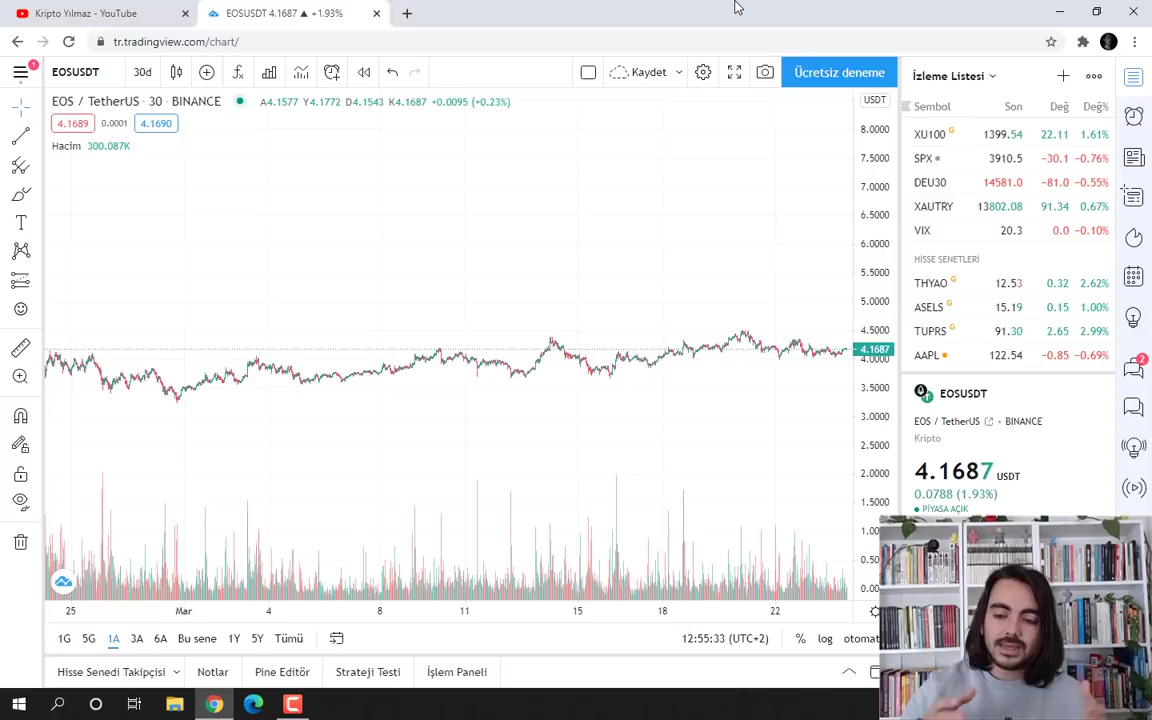 Kripto Yılmaz - YouTube
EOSUSDT 4.1687 ▲ +1.93%
tr.tradingview.com/chart/
1
EOSUSDT
30d
Kaydet
Ücretsiz deneme
İzleme Listesi
EOS / TetherUS · 30 · BINANCE
A4.1577 Y4.1772 D4.1543 K4.1687 +0.0095 (+0.23%)
USDT
4.1689 0.0001 4.1690
Hacim 300.087K
8.0000
7.5000
7.0000
6.5000
6.0000
5.5000
5.0000
4.5000
4.1687
4.0000
3.5000
3.0000
2.5000
2.0000
1.5000
1.00
0.50
0.00
25 Mar 4 8 11 15 18 22
1G 5G 1A 3A 6A Bu sene 1Y 5Y Tümü
12:55:33 (UTC+2)
% log otomat
Hisse Senedi Takipçisi
Notlar
Pine Editör
Strateji Testi
İşlem Paneli
Sembol Son Değ Değ%
XU100 G 1399.54 22.11 1.61%
SPX 3910.5 −30.1 −0.76%
DEU30 14581.0 −81.0 −0.55%
XAUTRY 13802.08 91.34 0.67%
VIX 20.3 0.0 −0.10%
HİSSE SENETLERİ
THYAO G 12.53 0.32 2.62%
ASELS G 15.19 0.15 1.00%
TUPRS G 91.30 2.65 2.99%
AAPL 122.54 −0.85 −0.69%
2
EOSUSDT
EOS / TetherUS · BINANCE
Kripto
4.1687 USDT
0.0788 (1.93%)
PİYASA AÇIK